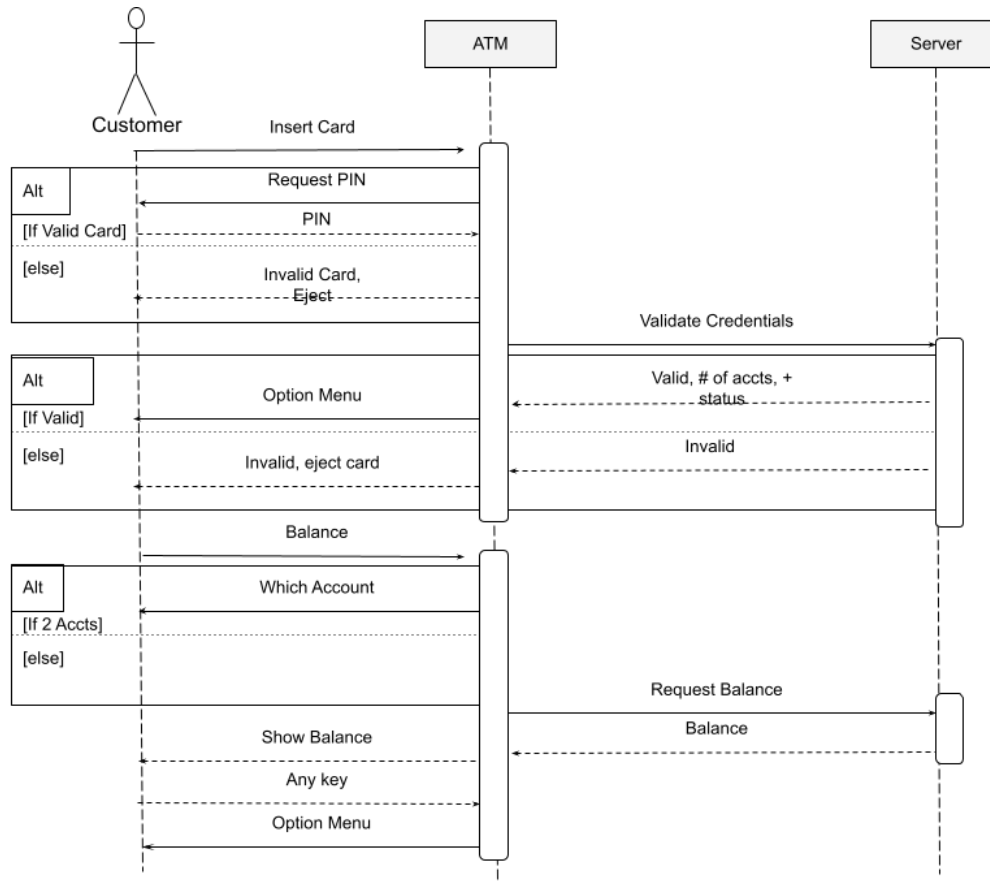 ATM
Server
Customer
Insert Card
Alt
Request PIN
[If Valid Card]
PIN
[else]
Invalid Card,
Eject
Validate Credentials
Alt
Valid, # of accts, +
status
Option Menu
[If Valid]
[else]
Invalid
Invalid, eject card
Balance
Alt
Which Account
[If 2 Accts]
[else]
Request Balance
Balance
Show Balance
Any key
Option Menu